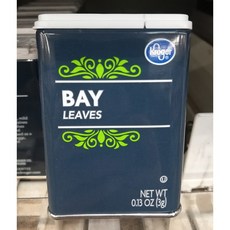 Kroger
BAY
LEAVES
NET WT
0.13 OZ (3g)